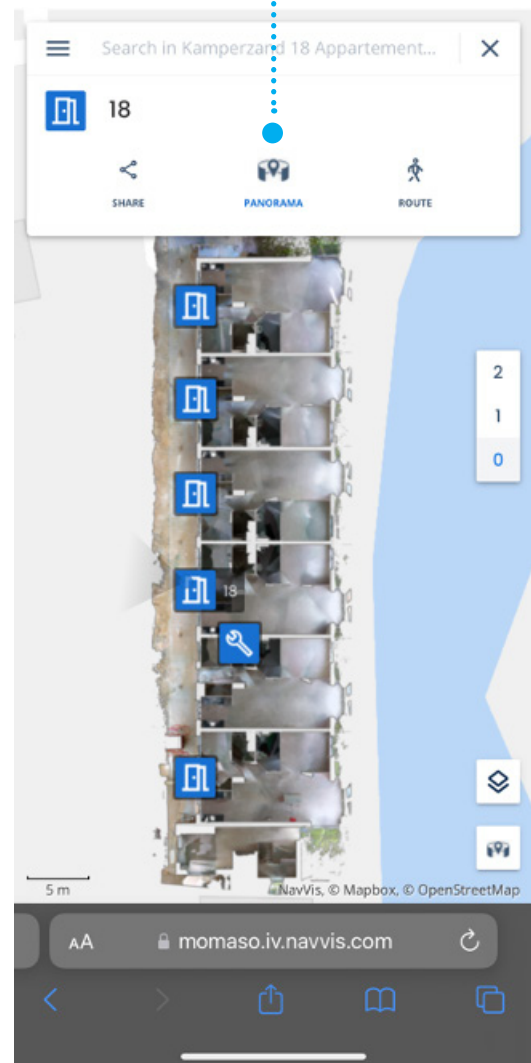 Search in Kamperzand 18 Appartement...
18
SHARE
PANORAMA
ROUTE
2
1
0
18
5 m
NavVis, © Mapbox, © OpenStreetMap
AA
momaso.iv.navvis.com